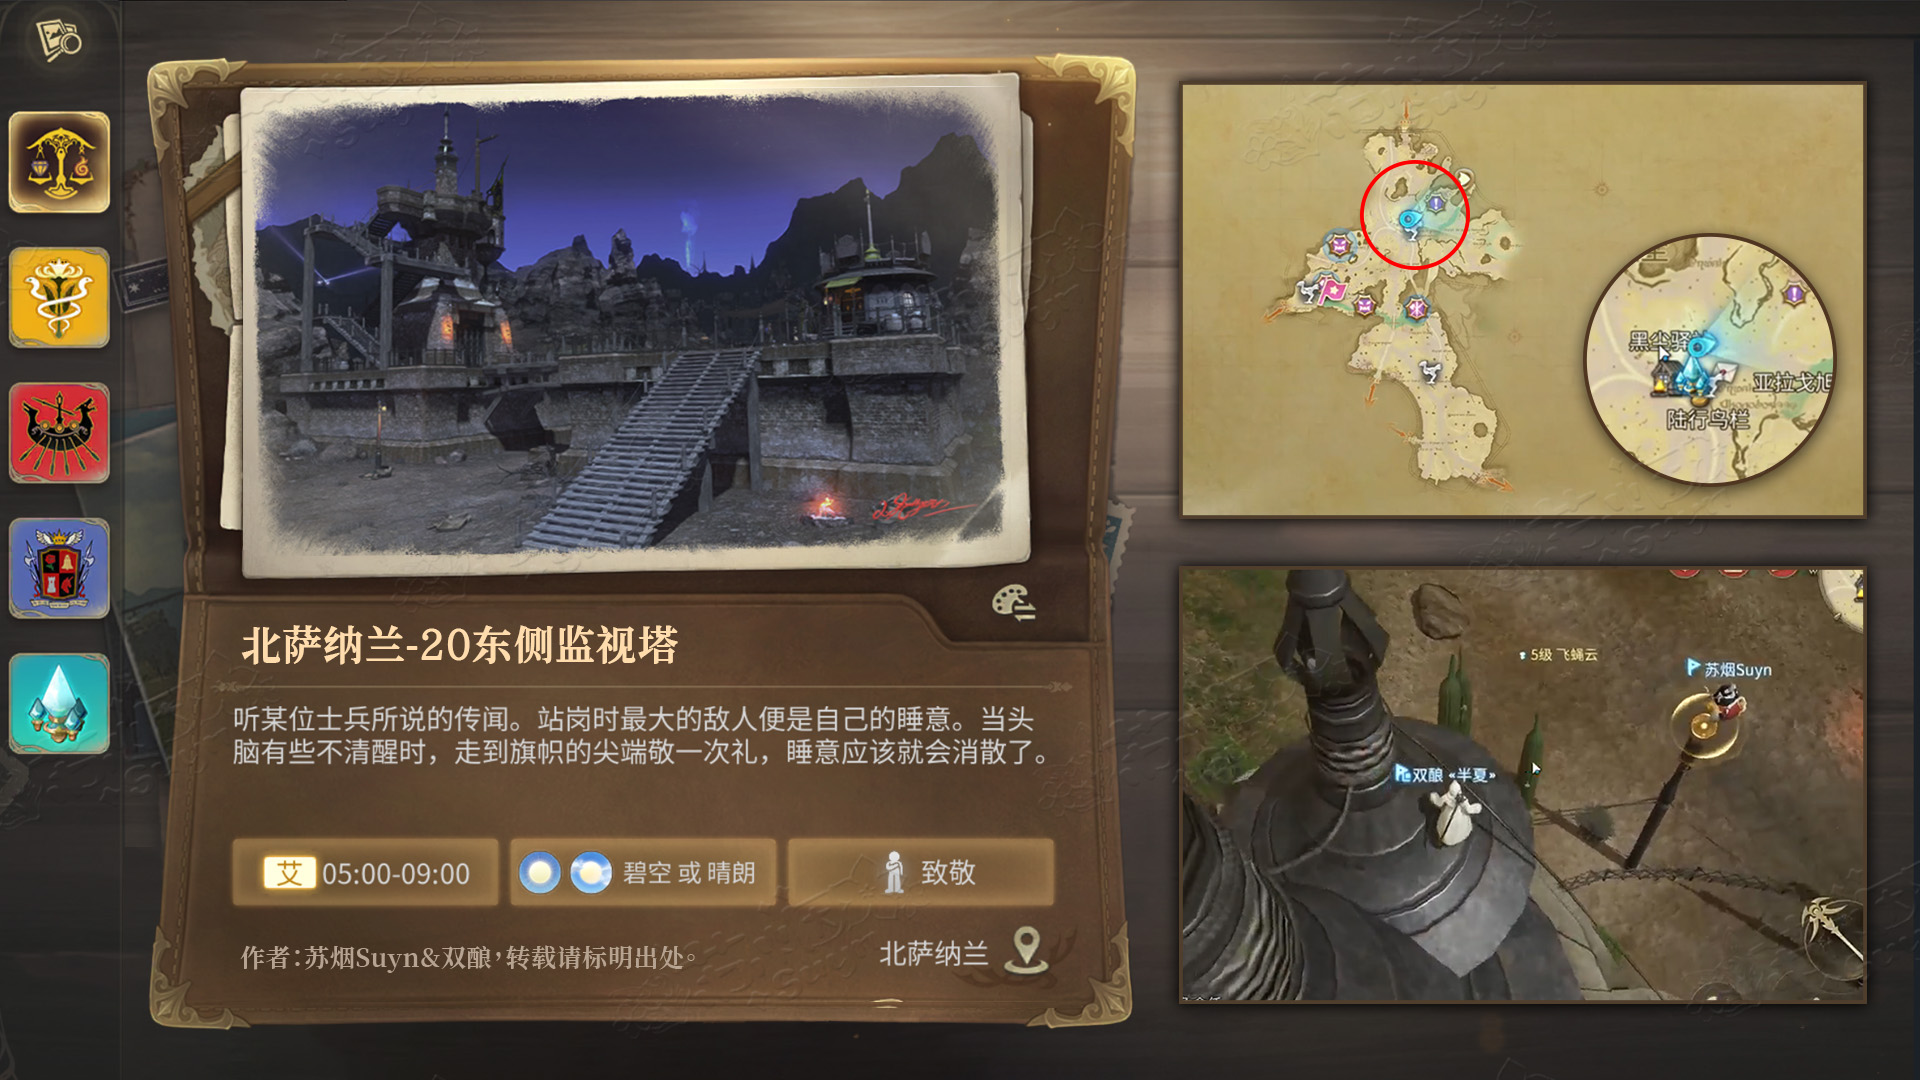 北萨纳兰-20东侧监视塔
听某位士兵所说的传闻。站岗时最大的敌人便是自己的睡意。当头
脑有些不清醒时，走到旗帜的尖端敬一次礼，睡意应该就会消散了。
艾 05:00-09:00
碧空 或 晴朗
致敬
作者：苏烟Suyn&双酿，转载请标明出处。
北萨纳兰
黑尘驿站
亚拉戈旭
陆行鸟栏
5级 飞蝇云
苏烟Suyn
双酿 «半夏»